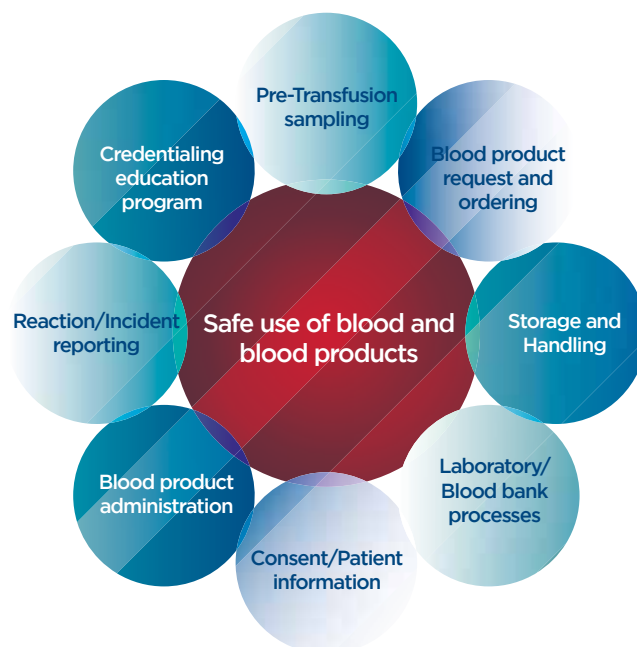 Pre-Transfusion
sampling
Blood product
request and
ordering
Storage and
Handling
Laboratory/
Blood bank
processes
Consent/Patient
information
Blood product
administration
Reaction/Incident
reporting
Credentialing
education
program
Safe use of blood and
blood products